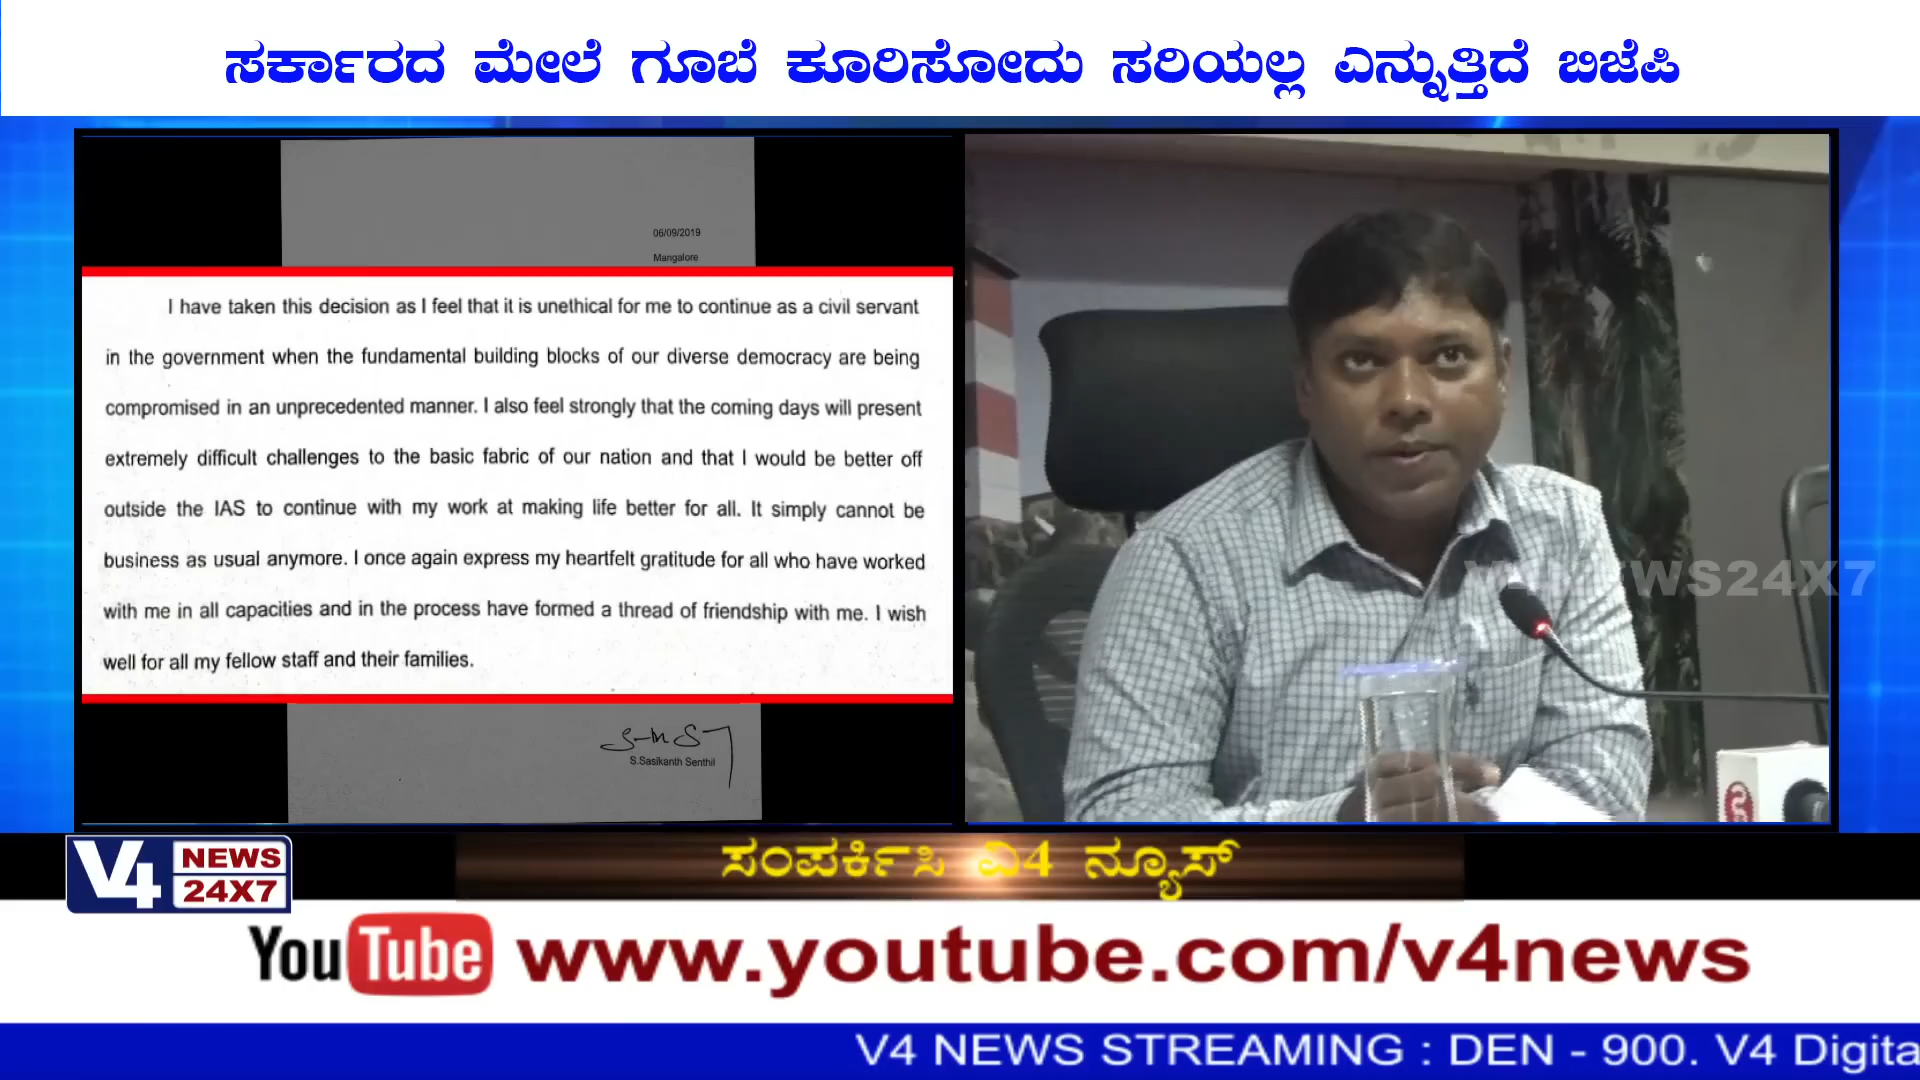 ಸರ್ಕಾರದ ಮೇಲೆ ಗೂಬೆ ಕೂರಿಸೋದು ಸರಿಯಲ್ಲ ಎನ್ನುತ್ತಿದೆ ಬಿಜೆಪಿ
06/09/2019
Mangalore
I have taken this decision as I feel that it is unethical for me to continue as a civil servant
in the government when the fundamental building blocks of our diverse democracy are being
compromised in an unprecedented manner. I also feel strongly that the coming days will present
extremely difficult challenges to the basic fabric of our nation and that I would be better off
outside the IAS to continue with my work at making life better for all. It simply cannot be
business as usual anymore. I once again express my heartfelt gratitude for all who have worked
with me in all capacities and in the process have formed a thread of friendship with me. I wish
well for all my fellow staff and their families.
S.Sasikanth Senthil
V4 NEWS24X7
V4 NEWS
24X7
ಸಂಪರ್ಕಿಸಿ ವಿ4 ನ್ಯೂಸ್
YouTube www.youtube.com/v4news
V4 NEWS STREAMING : DEN - 900. V4 Digita